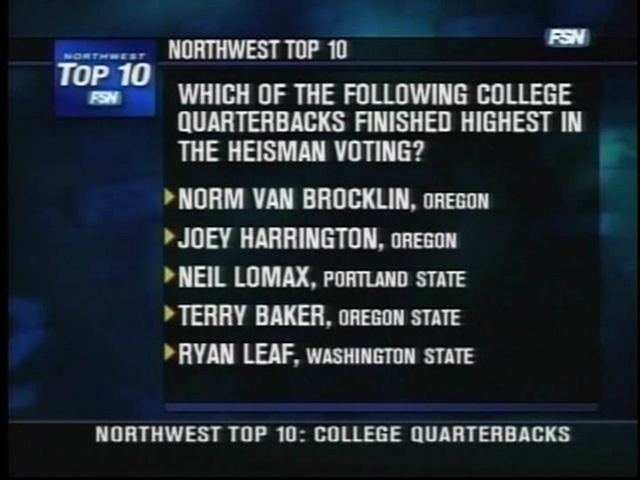 FSN
NORTHWEST
TOP 10
FSN
NORTHWEST TOP 10
WHICH OF THE FOLLOWING COLLEGE
QUARTERBACKS FINISHED HIGHEST IN
THE HEISMAN VOTING?
NORM VAN BROCKLIN, OREGON
JOEY HARRINGTON, OREGON
NEIL LOMAX, PORTLAND STATE
TERRY BAKER, OREGON STATE
RYAN LEAF, WASHINGTON STATE
NORTHWEST TOP 10: COLLEGE QUARTERBACKS